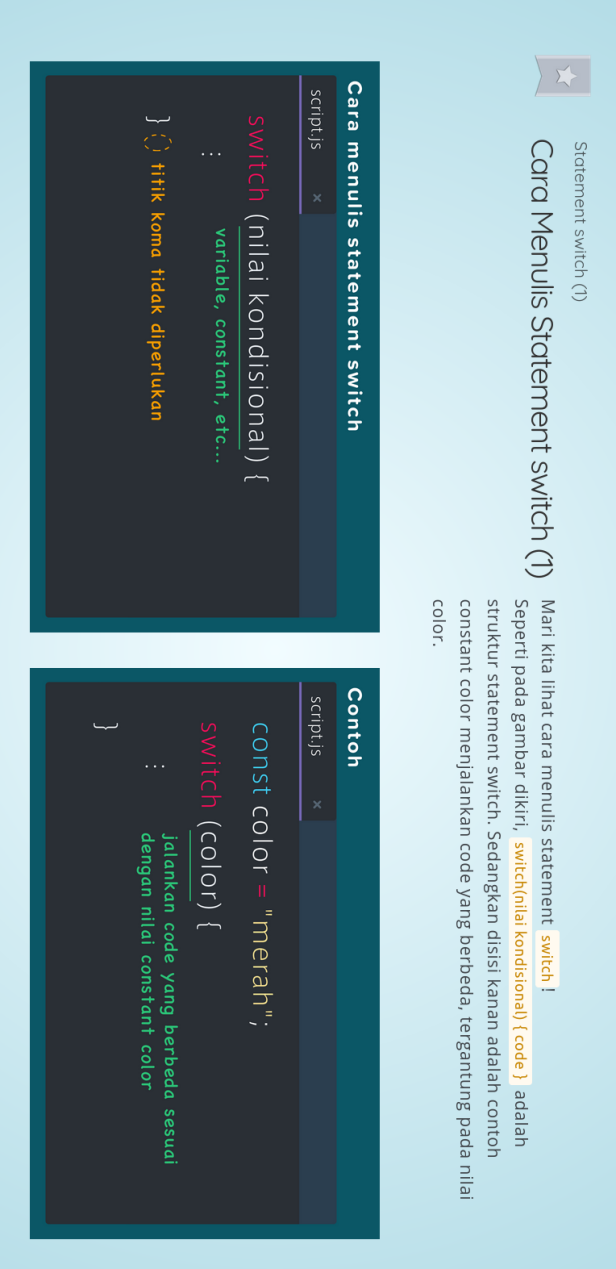 Statement switch (1)
Cara Menulis Statement switch (1)
Mari kita lihat cara menulis statement switch!
Seperti pada gambar dikiri, switch(nilai kondisional) { code } adalah
struktur statement switch. Sedangkan disisi kanan adalah contoh
constant color menjalankan code yang berbeda, tergantung pada nilai
color.
Cara menulis statement switch
script.js ×
switch (nilai kondisional) {
variable, constant, etc...
⋮
} titik koma tidak diperlukan
Contoh
script.js ×
const color = "merah";
switch (color) {
jalankan code yang berbeda sesuai
⋮ dengan nilai constant color
}